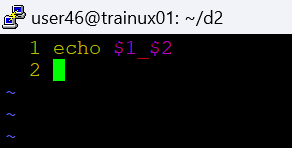 user46@trainux01: ~/d2
1 echo $1_$2
2
~
~
~